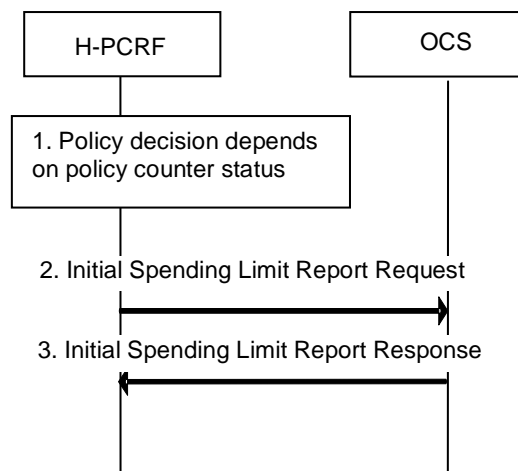 H-PCRF
OCS
1. Policy decision depends
on policy counter status
2. Initial Spending Limit Report Request
3. Initial Spending Limit Report Response